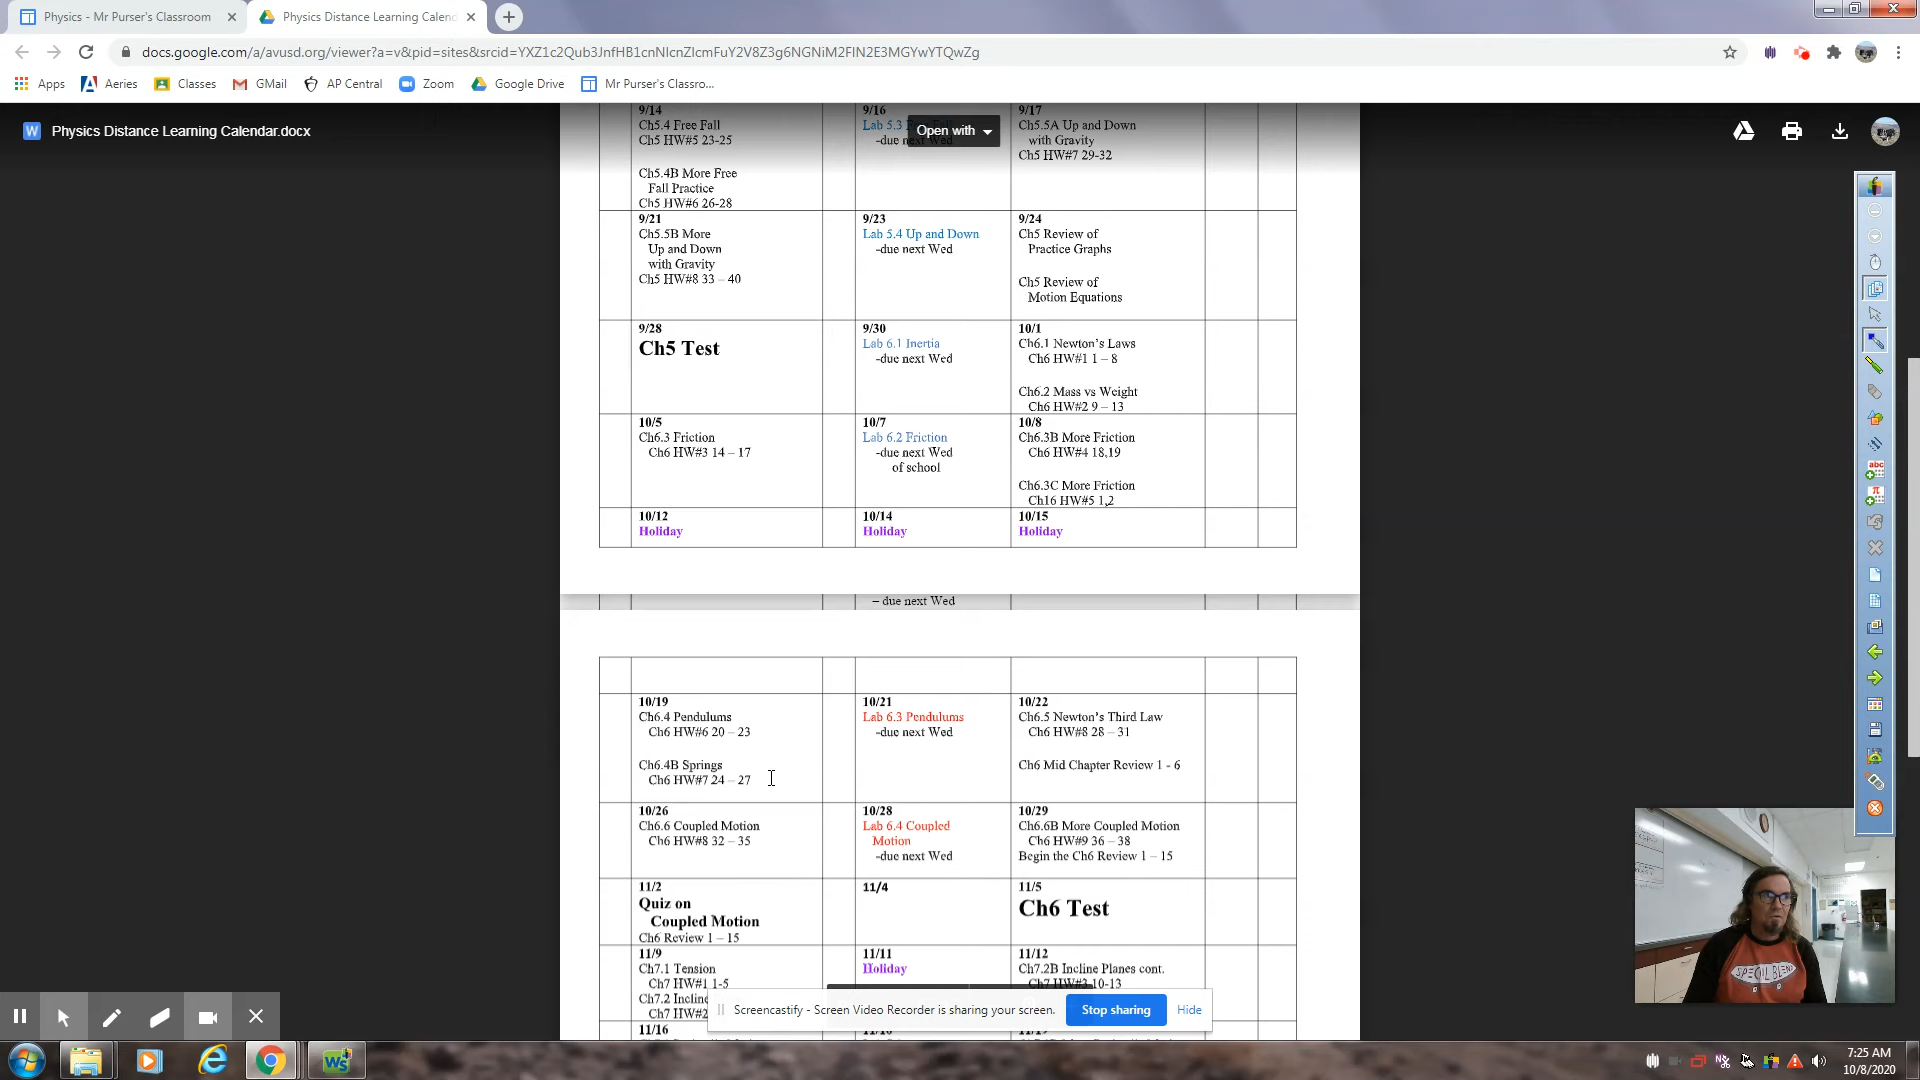 Physics - Mr Purser's Classroom
Physics Distance Learning Calend
docs.google.com/a/avusd.org/viewer?a=v&pid=sites&srcid=YXZ1c2Qub3JnfHB1cnNlcnZlcmFuY2V8Z3g6NGNiM2FlN2E3MGYwYTQwZg
Apps Aeries Classes GMail AP Central Zoom Google Drive Mr Purser's Classro...
Physics Distance Learning Calendar.docx
Open with
9/14
Ch5.4 Free Fall
Ch5 HW#5 23-25
Ch5.4B More Free
Fall Practice
Ch5 HW#6 26-28
9/16
Lab 5.3
-due
9/17
Ch5.5A Up and Down
with Gravity
Ch5 HW#7 29-32
9/21
Ch5.5B More
Up and Down
with Gravity
Ch5 HW#8 33 – 40
9/23
Lab 5.4 Up and Down
-due next Wed
9/24
Ch5 Review of
Practice Graphs
Ch5 Review of
Motion Equations
9/28
Ch5 Test
9/30
Lab 6.1 Inertia
-due next Wed
10/1
Ch6.1 Newton's Laws
Ch6 HW#1 1 – 8
Ch6.2 Mass vs Weight
Ch6 HW#2 9 – 13
10/5
Ch6.3 Friction
Ch6 HW#3 14 – 17
10/7
Lab 6.2 Friction
-due next Wed
of school
10/8
Ch6.3B More Friction
Ch6 HW#4 18,19
Ch6.3C More Friction
Ch16 HW#5 1,2
10/12
Holiday
10/14
Holiday
10/15
Holiday
– due next Wed
10/19
Ch6.4 Pendulums
Ch6 HW#6 20 – 23
Ch6.4B Springs
Ch6 HW#7 24 – 27
10/21
Lab 6.3 Pendulums
-due next Wed
10/22
Ch6.5 Newton's Third Law
Ch6 HW#8 28 – 31
Ch6 Mid Chapter Review 1 - 6
10/26
Ch6.6 Coupled Motion
Ch6 HW#8 32 – 35
10/28
Lab 6.4 Coupled
Motion
-due next Wed
10/29
Ch6.6B More Coupled Motion
Ch6 HW#9 36 – 38
Begin the Ch6 Review 1 – 15
11/2
Quiz on
Coupled Motion
Ch6 Review 1 – 15
11/4
11/5
Ch6 Test
11/9
Ch7.1 Tension
Ch7 HW#1 1-5
Ch7.2 Incline
Ch7 HW#2
11/11
Holiday
11/12
Ch7.2B Incline Planes cont.
Ch7 HW#3 10-13
11/16
Screencastify - Screen Video Recorder is sharing your screen.
Stop sharing
Hide
SPECIAL BLEND
abc
π
7:25 AM
10/8/2020